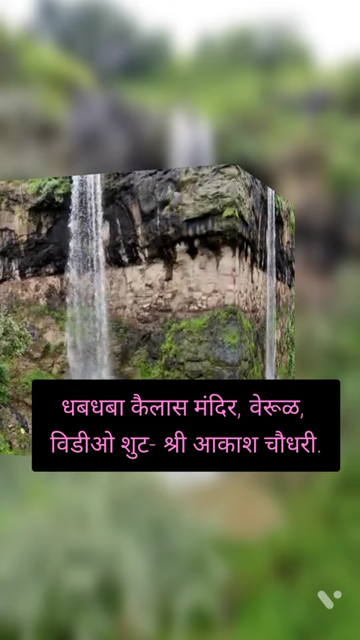 धबधबा कैलास मंदिर, वेरूळ,
विडीओ शुट- श्री आकाश चौधरी.